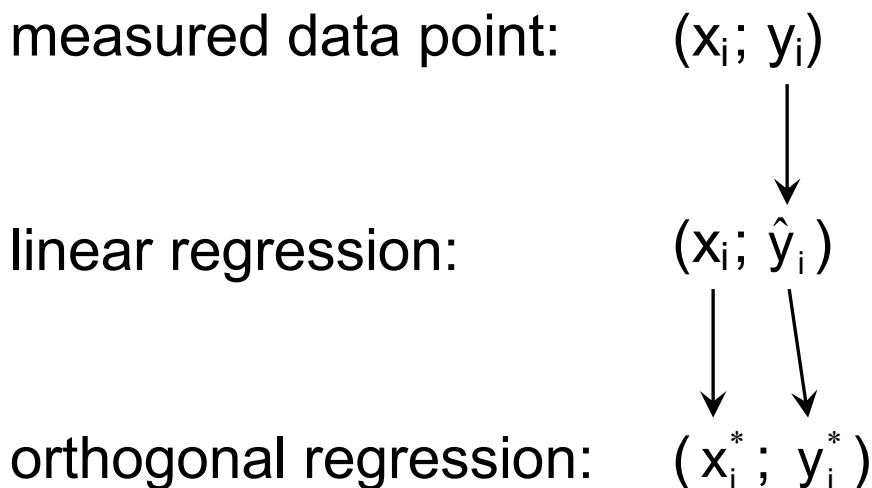 measured data point: (xᵢ; yᵢ)
linear regression: (xᵢ; ŷᵢ)
orthogonal regression: (xᵢ*; yᵢ*)